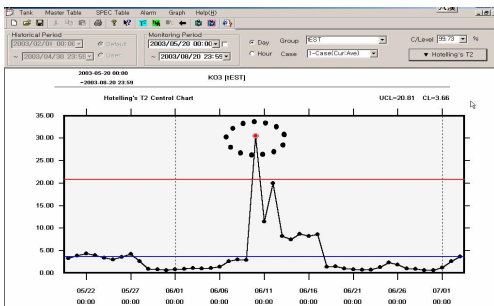 Tank Master Table SPEC Table Alarm Graph Help(H)
Historical Period
2003/02/01 00:00
Default
~ 2003/04/30 23:59
User
Monitoring Period
2003/05/20 00:00
~ 2003/08/20 23:59
Day Group TEST
Hour Case 1-Case(Cur:Ave)
C/Level 99.73 %
▼ Hotelling's T2
2003-05-20 00:00
~2003-08-20 23:59
KO3 [tEST]
Hotelling's T2 Control Chart
UCL=20.81 CL=3.66
35.00
30.00
25.00
20.00
15.00
10.00
5.00
0.00
05/22 05/27 06/01 06/06 06/11 06/16 06/21 06/26 07/01
00:00 00:00 00:00 00:00 00:00 00:00 00:00 00:00 00:00